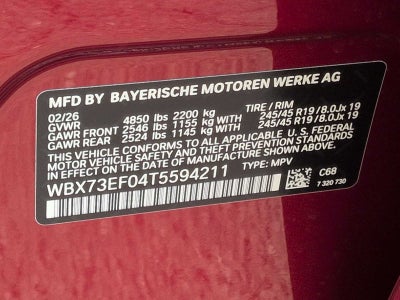 MFD BY BAYERISCHE MOTOREN WERKE AG
02/26 TIRE / RIM
GVWR 4850 lbs 2200 kg
GAWR FRONT 2546 lbs 1155 kg WITH 245/45 R19 / 8.0Jx 19
GAWR REAR 2524 lbs 1145 kg WITH 245/45 R19 / 8.0Jx 19
THIS VEHICLE CONFORMS TO ALL APPLICABLE U. S. FEDERAL
MOTOR VEHICLE SAFETY, BUMPER, AND THEFT PREVENTION
STANDARDS IN EFFECT ON THE DATE OF MANUFACTURE SHOWN ABOVE.
WBX73EF04T5594211 TYPE: MPV
C6B
7 320 730